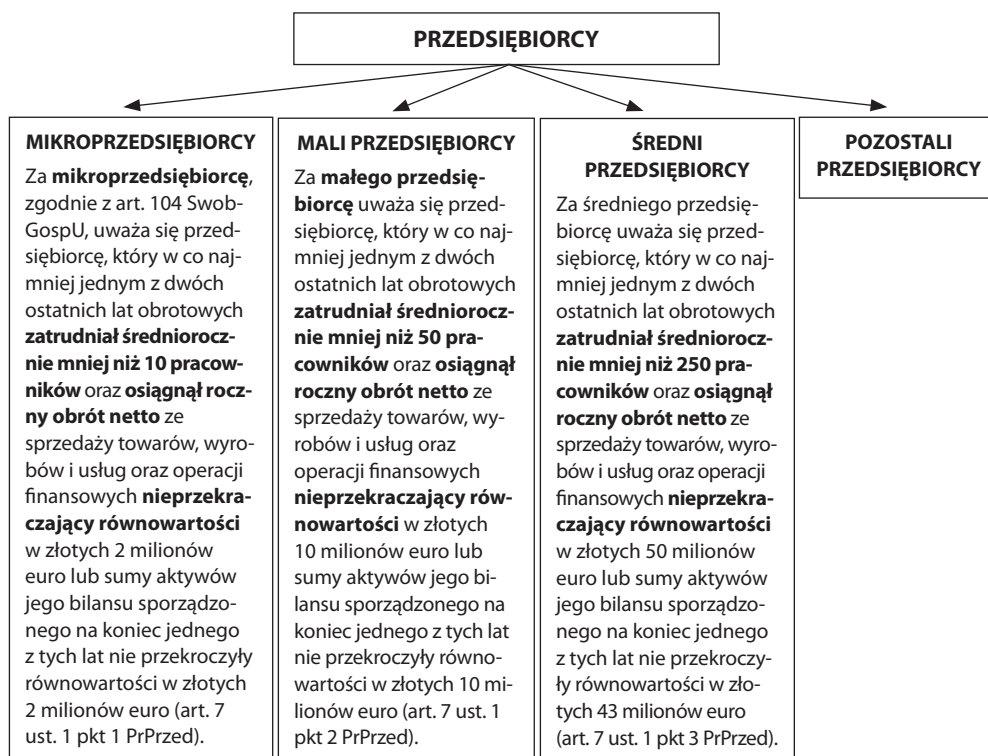 PRZEDSIĘBIORCY
MIKROPRZEDSIĘBIORCY
Za mikroprzedsiębiorcę,
zgodnie z art. 104 Swob-
GospU, uważa się przed-
siębiorcę, który w co naj-
mniej jednym z dwóch
ostatnich lat obrotowych
zatrudniał średniorocz-
nie mniej niż 10 pracow-
ników oraz osiągnął rocz-
ny obrót netto ze
sprzedaży towarów, wyro-
bów i usług oraz operacji
finansowych nieprzekra-
czający równowartości
w złotych 2 milionów
euro lub sumy aktywów
jego bilansu sporządzo-
nego na koniec jednego
z tych lat nie przekroczyły
równowartości w złotych
2 milionów euro (art. 7
ust. 1 pkt 1 PrPrzed).
MALI PRZEDSIĘBIORCY
Za małego przedsię-
biorcę uważa się przed-
siębiorcę, który w co naj-
mniej jednym z dwóch
ostatnich lat obrotowych
zatrudniał średniorocz-
nie mniej niż 50 pra-
cowników oraz osiągnął
roczny obrót netto ze
sprzedaży towarów, wy-
robów i usług oraz
operacji finansowych
nieprzekraczający rów-
nowartości w złotych
10 milionów euro lub
sumy aktywów jego bi-
lansu sporządzonego na
koniec jednego z tych lat
nie przekroczyły równo-
wartości w złotych 10 mi-
lionów euro (art. 7 ust. 1
pkt 2 PrPrzed).
ŚREDNI
PRZEDSIĘBIORCY
Za średniego przedsię-
biorcę uważa się przed-
siębiorcę, który w co naj-
mniej jednym z dwóch
ostatnich lat obrotowych
zatrudniał średniorocz-
nie mniej niż 250 pra-
cowników oraz osiągnął
roczny obrót netto ze
sprzedaży towarów, wyro-
bów i usług oraz operacji
finansowych nieprzekra-
czający równowartości
w złotych 50 milionów
euro lub sumy aktywów
jego bilansu sporządzo-
nego na koniec jednego
z tych lat nie przekroczy-
ły równowartości w zło-
tych 43 milionów euro
(art. 7 ust. 1 pkt 3 PrPrzed).
POZOSTALI
PRZEDSIĘBIORCY